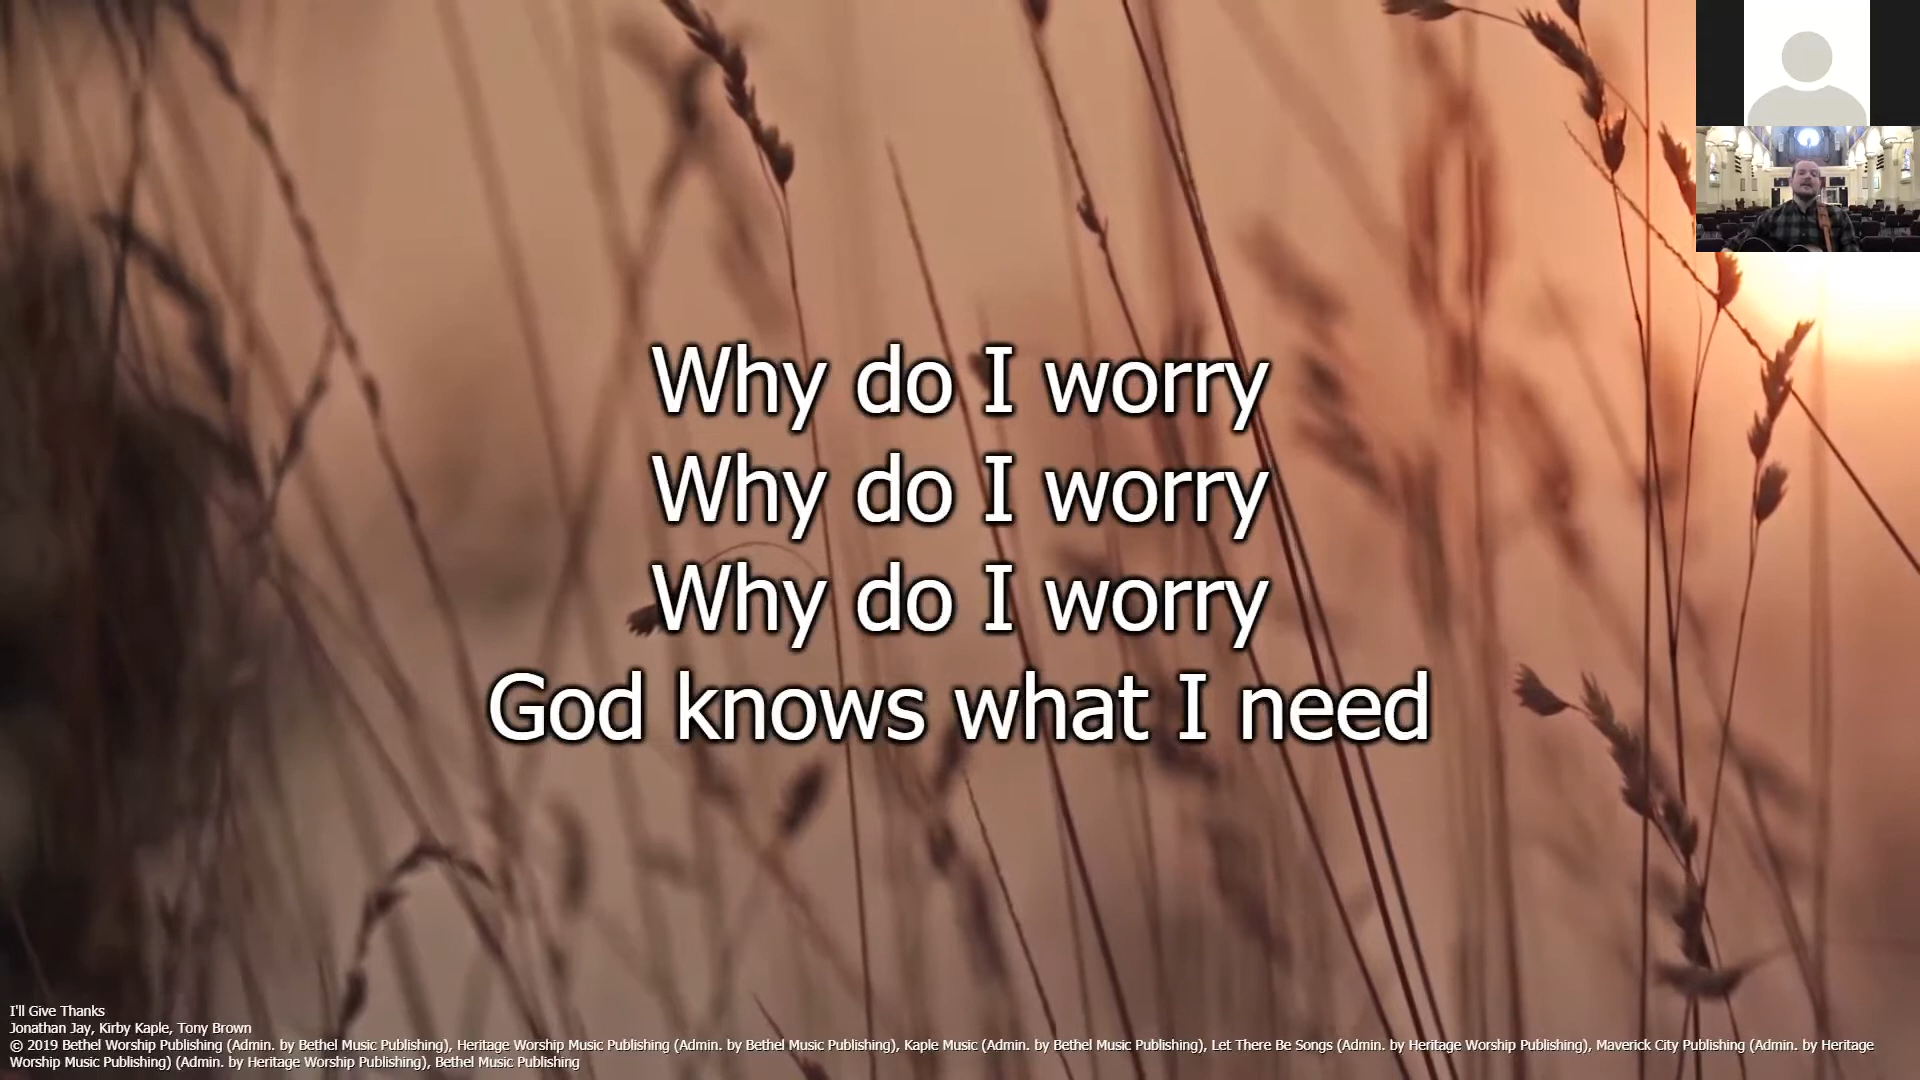 Why do I worry
Why do I worry
Why do I worry
God knows what I need
I'll Give Thanks
Jonathan Jay, Kirby Kaple, Tony Brown
© 2019 Bethel Worship Publishing (Admin. by Bethel Music Publishing), Heritage Worship Music Publishing (Admin. by Bethel Music Publishing), Kaple Music (Admin. by Bethel Music Publishing), Let There Be Songs (Admin. by Heritage Worship Publishing), Maverick City Publishing (Admin. by Heritage
Worship Music Publishing) (Admin. by Heritage Worship Publishing), Bethel Music Publishing